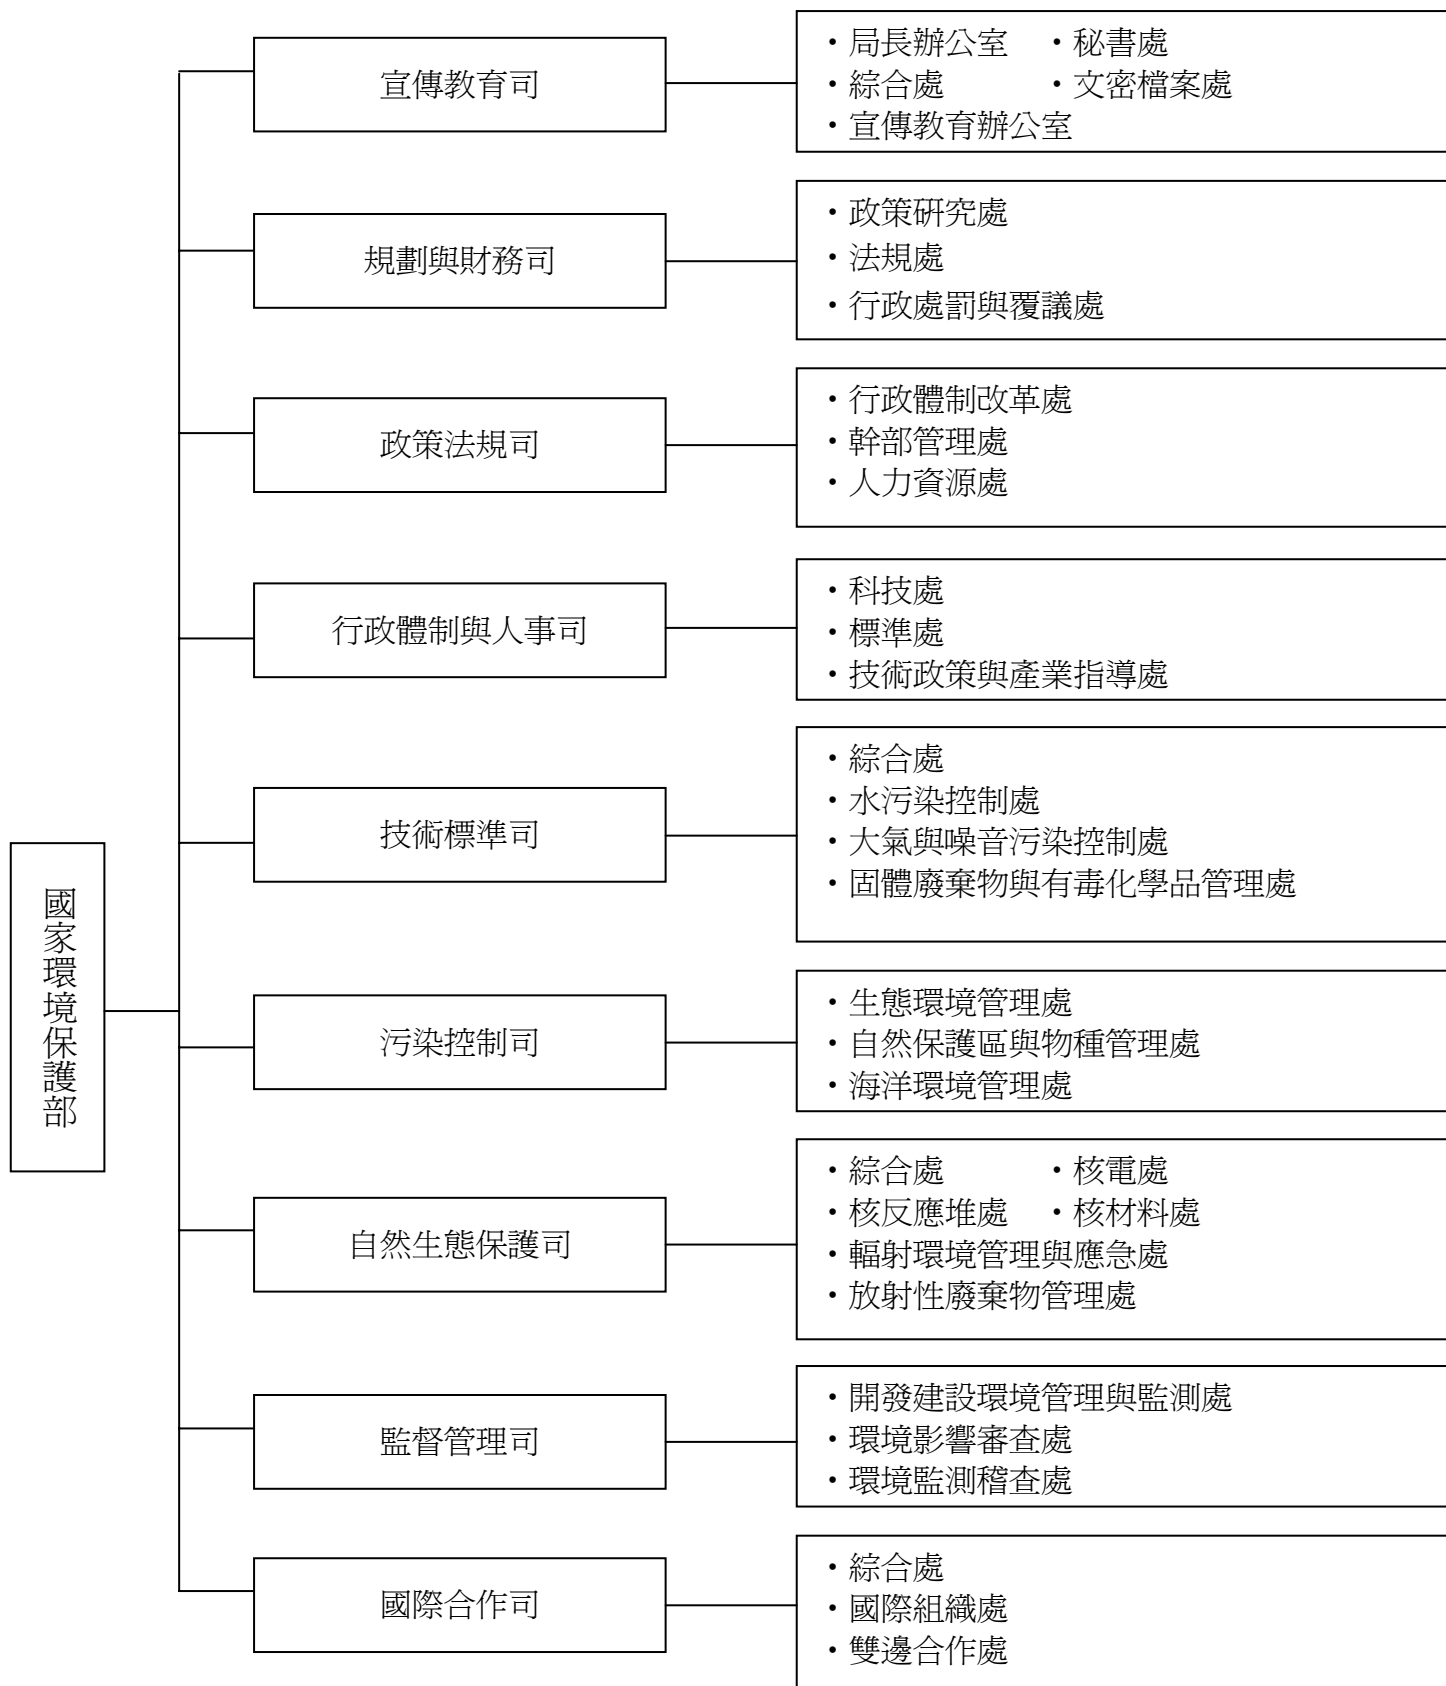 國家環境保護部
宣傳教育司
・局長辦公室 ・秘書處
・綜合處 ・文密檔案處
・宣傳教育辦公室
規劃與財務司
・政策研究處
・法規處
・行政處罰與覆議處
政策法規司
・行政體制改革處
・幹部管理處
・人力資源處
行政體制與人事司
・科技處
・標準處
・技術政策與產業指導處
技術標準司
・綜合處
・水污染控制處
・大氣與噪音污染控制處
・固體廢棄物與有毒化學品管理處
污染控制司
・生態環境管理處
・自然保護區與物種管理處
・海洋環境管理處
自然生態保護司
・綜合處 ・核電處
・核反應堆處 ・核材料處
・輻射環境管理與應急處
・放射性廢棄物管理處
監督管理司
・開發建設環境管理與監測處
・環境影響審查處
・環境監測稽查處
國際合作司
・綜合處
・國際組織處
・雙邊合作處